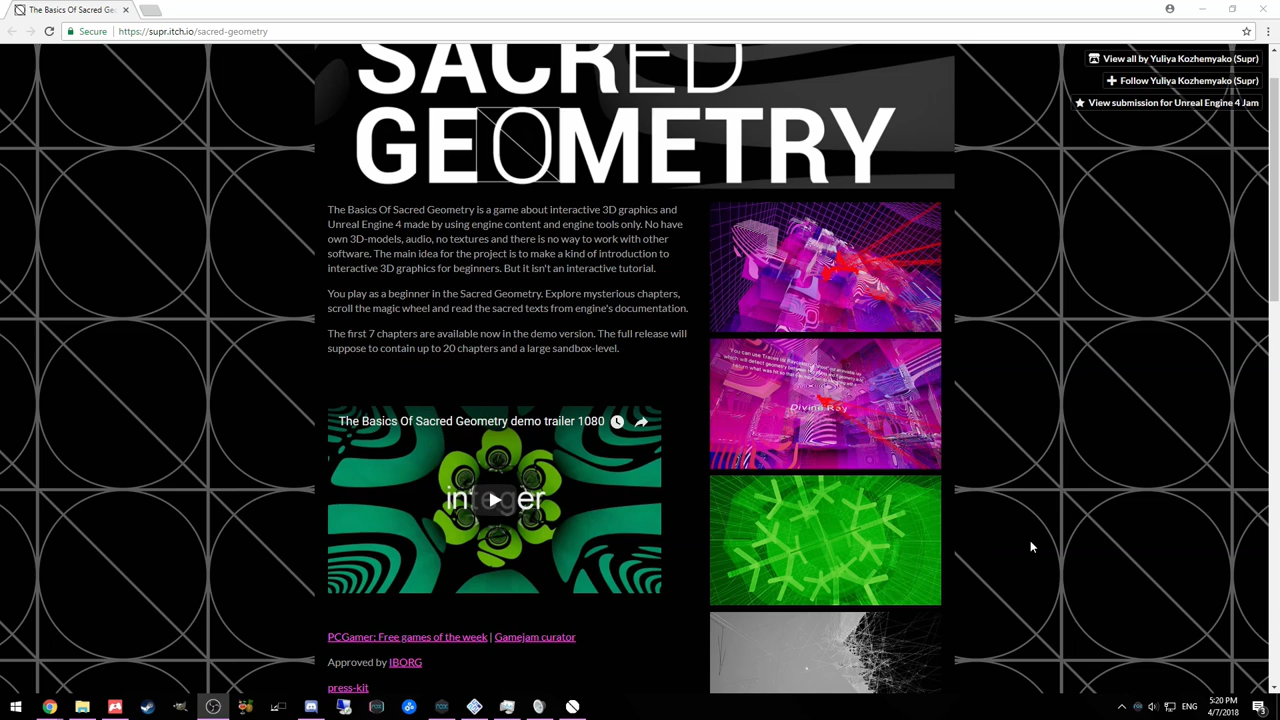 The Basics Of Sacred Ge
Secure
https://supr.itch.io/sacred-geometry
View all by Yuliya Kozhemyako (Supr)
Follow Yuliya Kozhemyako (Supr)
View submission for Unreal Engine 4 Jam
SACRED
GEOMETRY
The Basics Of Sacred Geometry is a game about interactive 3D graphics and
Unreal Engine 4 made by using engine content and engine tools only. No have
own 3D-models, audio, no textures and there is no way to work with other
software. The main idea for the project is to make a kind of introduction to
interactive 3D graphics for beginners. But it isn't an interactive tutorial.
You play as a beginner in the Sacred Geometry. Explore mysterious chapters,
scroll the magic wheel and read the sacred texts from engine's documentation.
The first 7 chapters are available now in the demo version. The full release will
suppose to contain up to 20 chapters and a large sandbox-level.
The Basics Of Sacred Geometry demo trailer 1080
integer
Divine Ray
PCGamer: Free games of the week | Gamejam curator
Approved by IBORG
press-kit
ENG
5:20 PM
4/7/2018
3